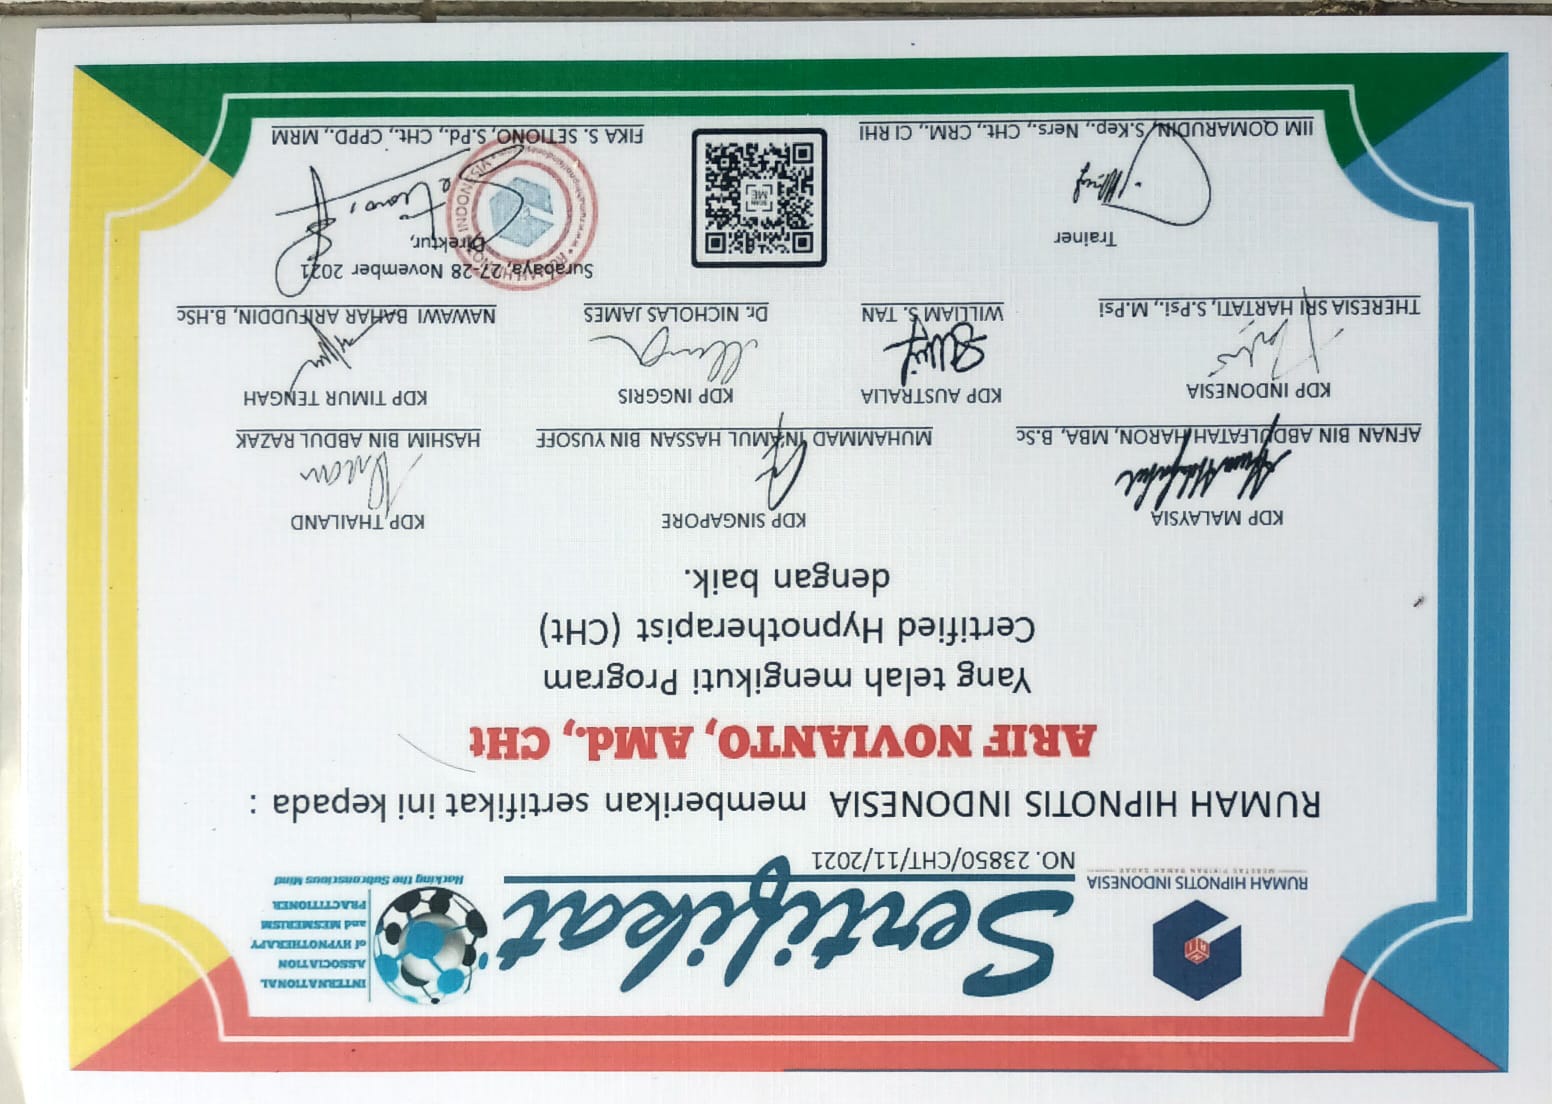 Sertifikat
RUMAH HIPNOTIS INDONESIA
INTERNATIONAL
ASSOCIATION
of HYPNOTHERAPY
and MESMERISM
PRACTITIONER
Hacking the Subconscious Mind
NO. 23850/CHT/11/2021
RUMAH HIPNOTIS INDONESIA memberikan sertifikat ini kepada :
ARIF NOVIANTO, AMd., CHt
Yang telah mengikuti Program
Certified Hypnotherapist (CHt)
dengan baik.
KDP MALAYSIA
AFNAN BIN ABDULFATAH HARON, MBA, B.Sc
KDP SINGAPORE
MUHAMMAD IN'AMUL HASSAN BIN YUSOFF
KDP THAILAND
HASHIM BIN ABDUL RAZAK
KDP INDONESIA
THERESIA SRI HARTATI, S.Psi., M.Psi
KDP AUSTRALIA
WILLIAM S. TAN
KDP INGGRIS
Dr. NICHOLAS JAMES
KDP TIMUR TENGAH
NAWAWI BAHAR ARIFUDDIN, B.HSc
Trainer
IIM QOMARUDIN, S.Kep., Ners., CHt., CRM., CI RHI
SCAN
ME
Surabaya, 27-28 November 2021
Direktur,
FIKA S. SETIONO, S.Pd., CHt., CPPD., MRM
RUMAH HIPNOTIS INDONESIA